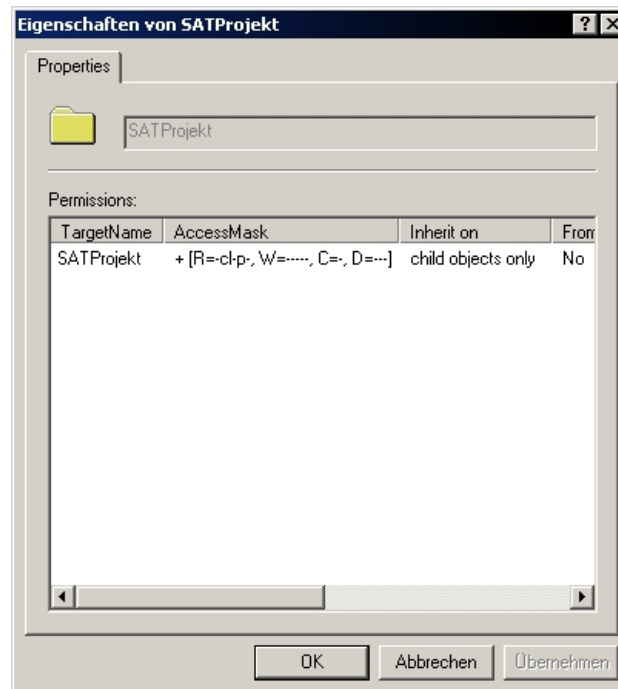 Eigenschaften von SATProjekt
Properties
SATProjekt
Permissions:
TargetName AccessMask Inherit on From
SATProjekt + [R=-cl-p-, W=-----, C=-, D=---] child objects only No
OK Abbrechen Übernehmen